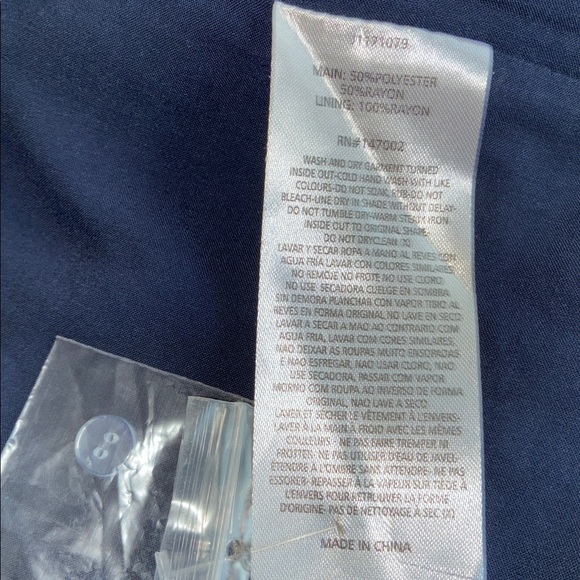 J1171079
MAIN: 50%POLYESTER
50%RAYON
LINING: 100%RAYON
RN#147002
WASH AND DRY GARMENT TURNED
INSIDE OUT-COLD HAND WASH-WITH LIKE
COLOURS-DO NOT SOAK, RUB-DO NOT
BLEACH-LINE DRY IN SHADE WITHOUT DELAY-
DO NOT TUMBLE DRY-WARM STEAM IRON
INSIDE OUT TO ORIGINAL SHAPE-
DO NOT DRYCLEAN
LAVAR Y SECAR ROPA A MANO AL REVES CON
AGUA FRIA LAVAR CON COLORES SIMILARES,
NO REMOJE NO FROTE NO USE CLORO
NO USE SECADORA CUELGE EN SOMBRA
SIN DEMORA PLANCHAR CON VAPOR TIBIO AL
REVES EN FORMA ORIGINAL NO LAVE EN SECO
LAVAR A SECAR A MAO AO CONTRARIO COM
AGUA FRIA, LAVAR COM CORES SIMILARES,
NAO DEIXAR AS ROUPAS MUITO ENSOPADAS
E NAO ESFREGAR, NAO USAR CLORO, NAO
USE SECADORA, PASSAR COM VAPOR
MORNO COM ROUPA AO INVERSO DE FORMA
ORIGINAL, NAO LAVE A SECO
LAVER ET SÉCHER LE VÊTEMENT À L'ENVERS-
LAVER À LA MAIN À FROID AVEC LES MÊMES
COULEURS - NE PAS FAIRE TREMPER, NI
FROTTER- NE PAS UTILISER D'EAU DE JAVEL-
ÉTENDRE À L'OMBRE SANS ATTENDRE- NE PAS
ESSORER- REPASSER À LA VAPEUR SUR TIÈDE À
L'ENVERS POUR RETROUVER LA FORME
D'ORIGINE- PAS DE NETTOYAGE À SEC
MADE IN CHINA